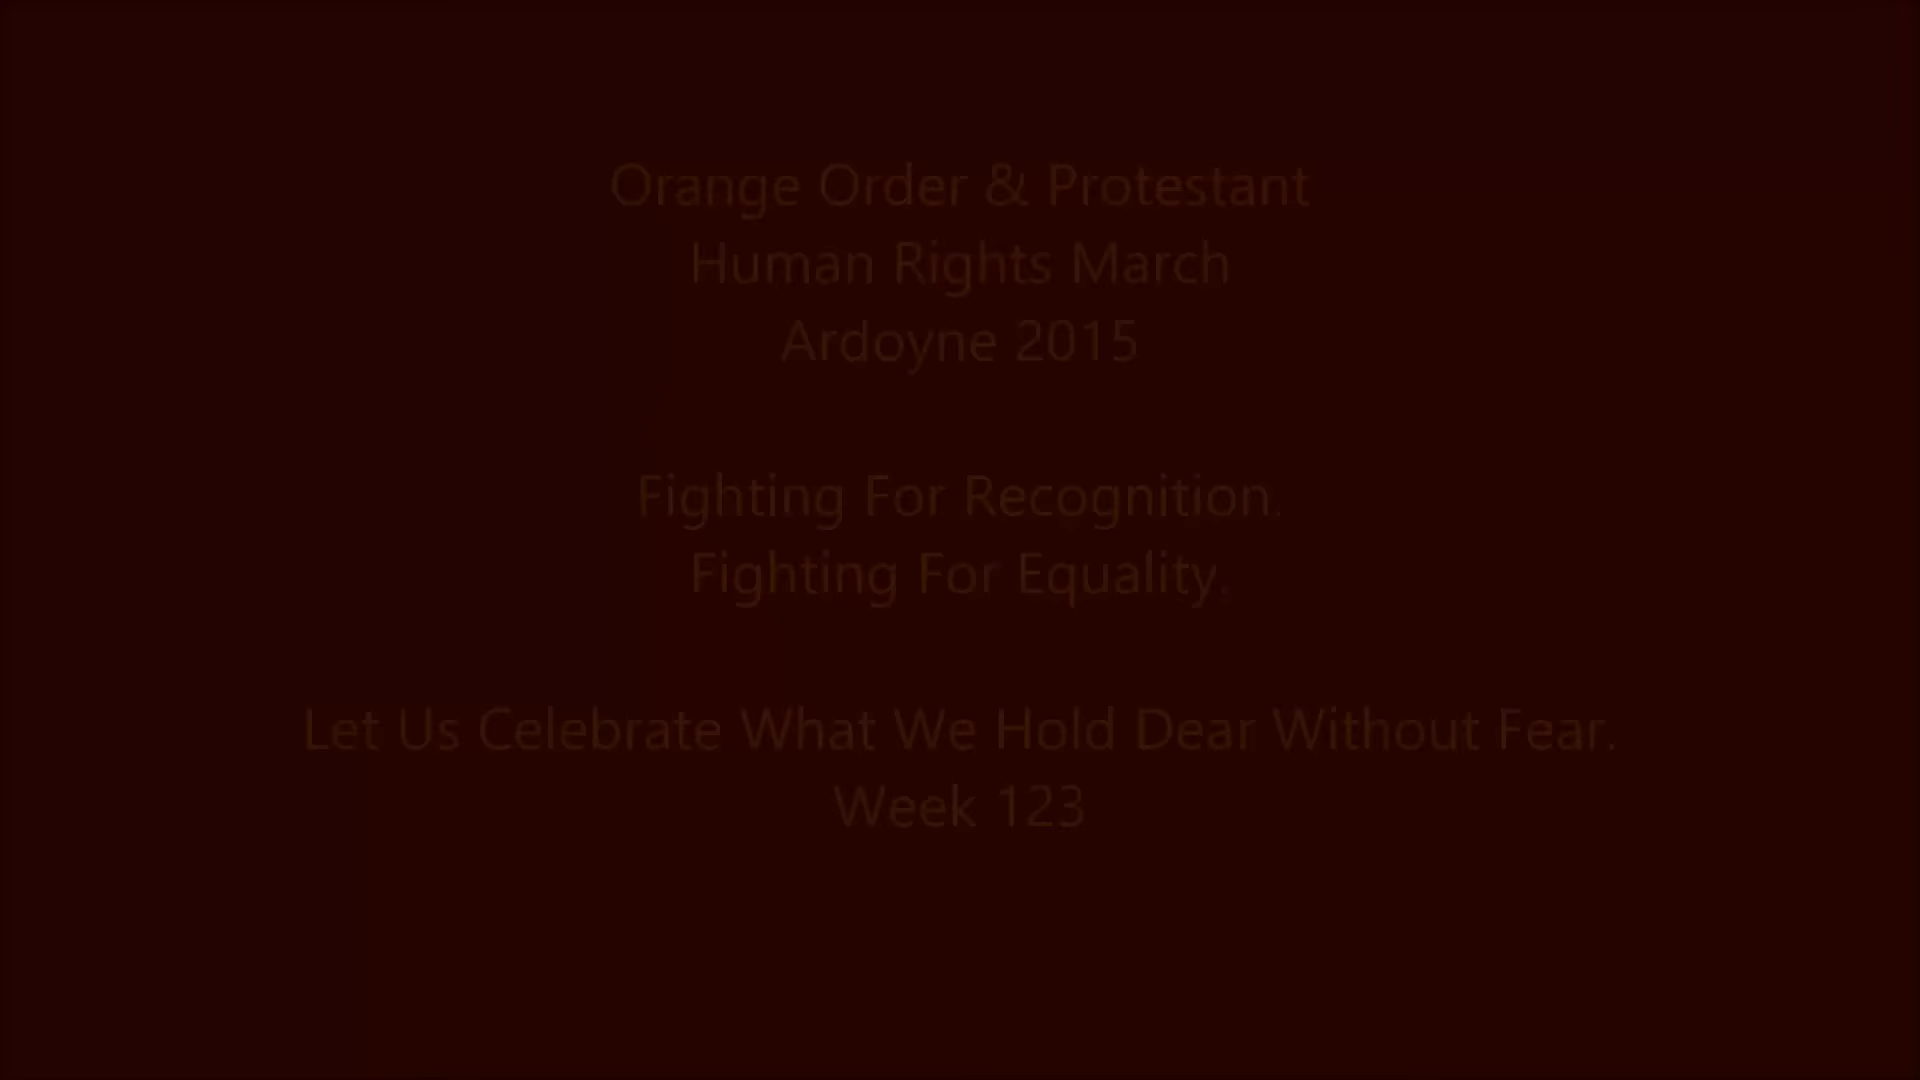 Orange Order & Protestant
Human Rights March
Ardoyne 2015
Fighting For Recognition.
Fighting For Equality.
Let Us Celebrate What We Hold Dear Without Fear.
Week 123